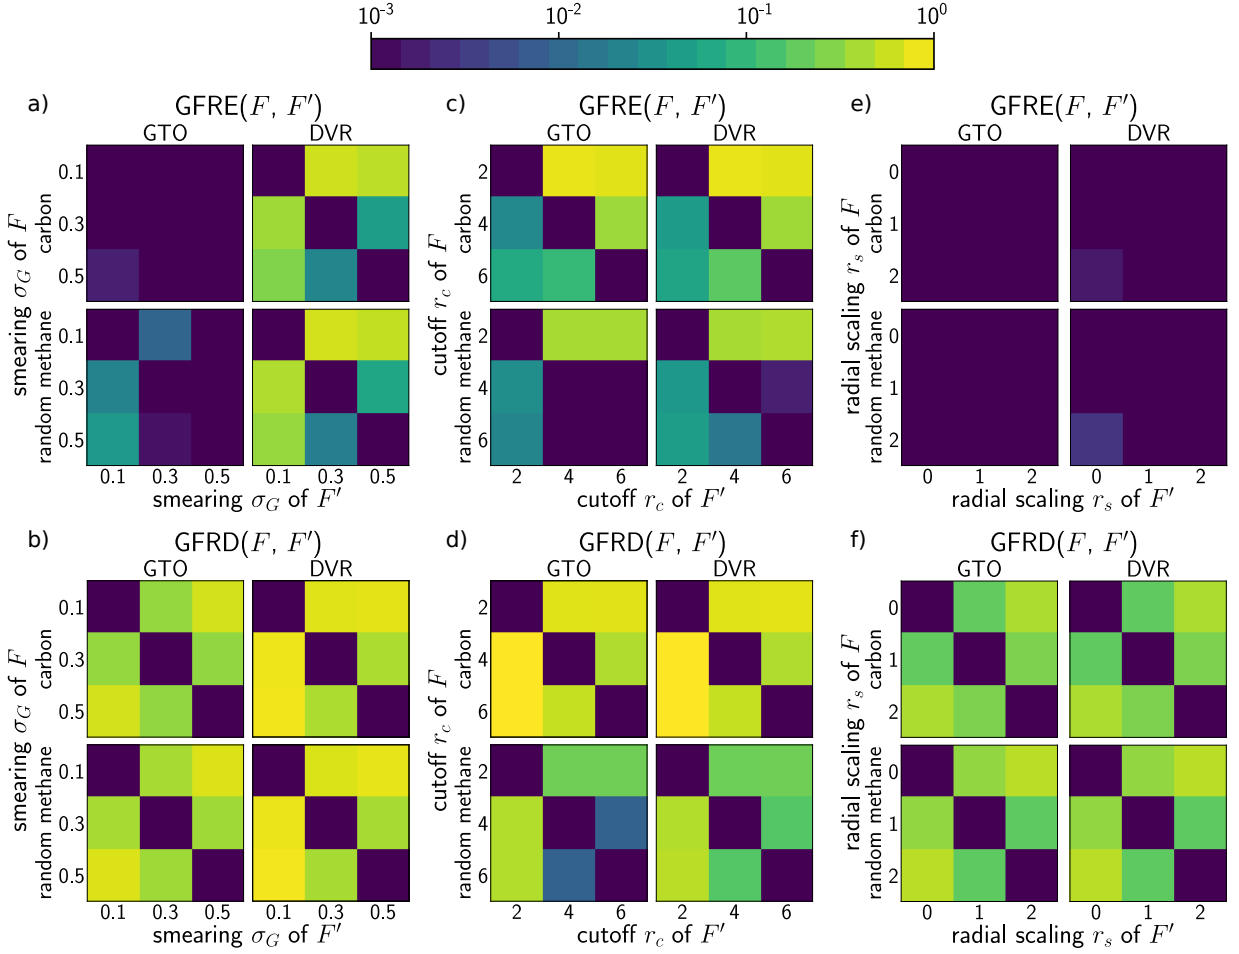 10^-3 10^-2 10^-1 10^0
a) GFRE(F, F′)
GTO DVR
smearing σ_G of F
carbon
0.1
0.3
0.5
random methane
0.1
0.3
0.5
0.1 0.3 0.5 0.1 0.3 0.5
smearing σ_G of F′
c) GFRE(F, F′)
GTO DVR
cutoff r_c of F
carbon
2
4
6
random methane
2
4
6
2 4 6 2 4 6
cutoff r_c of F′
e) GFRE(F, F′)
GTO DVR
radial scaling r_s of F
carbon
0
1
2
random methane
0
1
2
0 1 2 0 1 2
radial scaling r_s of F′
b) GFRD(F, F′)
GTO DVR
smearing σ_G of F
carbon
0.1
0.3
0.5
random methane
0.1
0.3
0.5
0.1 0.3 0.5 0.1 0.3 0.5
smearing σ_G of F′
d) GFRD(F, F′)
GTO DVR
cutoff r_c of F
carbon
2
4
6
random methane
2
4
6
2 4 6 2 4 6
cutoff r_c of F′
f) GFRD(F, F′)
GTO DVR
radial scaling r_s of F
carbon
0
1
2
random methane
0
1
2
0 1 2 0 1 2
radial scaling r_s of F′